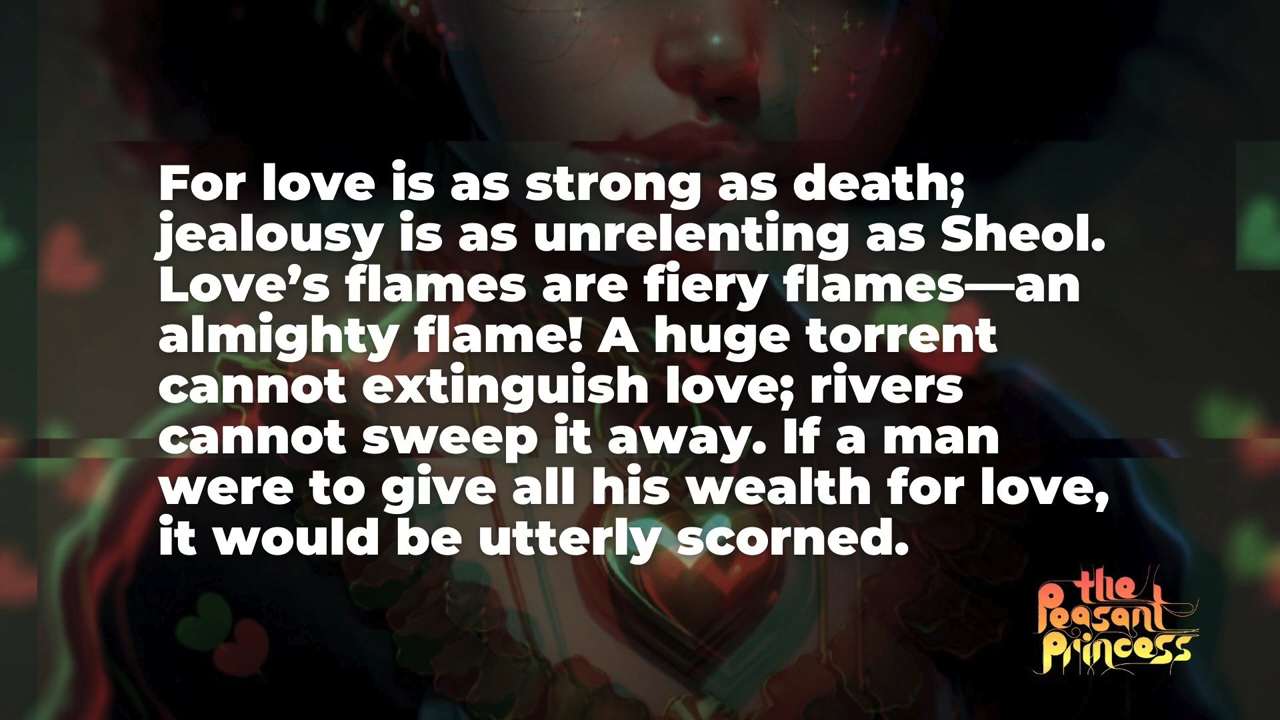 For love is as strong as death;
jealousy is as unrelenting as Sheol.
Love’s flames are fiery flames—an
almighty flame! A huge torrent
cannot extinguish love; rivers
cannot sweep it away. If a man
were to give all his wealth for love,
it would be utterly scorned.
the
Peasant
Princess